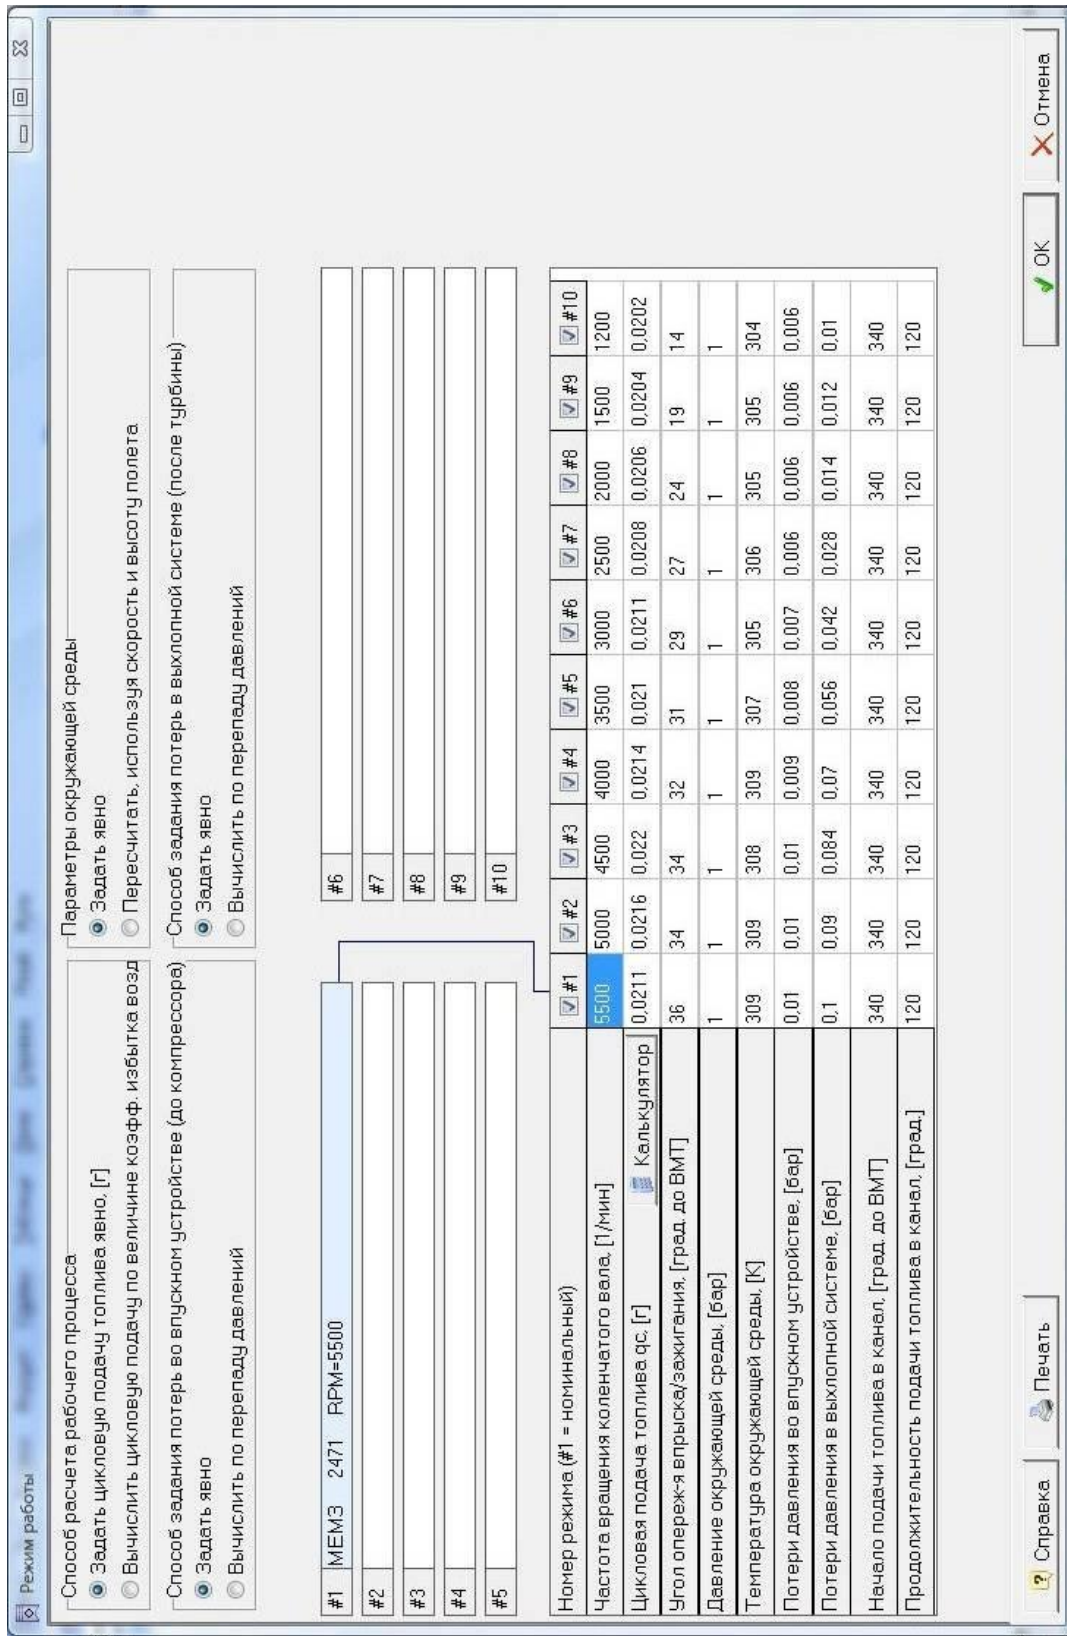 Режим работы
Способ расчета рабочего процесса
Задать цикловую подачу топлива явно, [г]
Вычислить цикловую подачу по величине коэфф. избытка возд
Параметры окружающей среды
Задать явно
Пересчитать, используя скорость и высоту полета
Способ задания потерь во впускном устройстве (до компрессора)
Задать явно
Вычислить по перепаду давлений
Способ задания потерь в выхлопной системе (после турбины)
Задать явно
Вычислить по перепаду давлений
#1 МЕМЗ 2471 RPM=5500
#2
#3
#4
#5
#6
#7
#8
#9
#10
Номер режима (#1 = номинальный) #1 #2 #3 #4 #5 #6 #7 #8 #9 #10
Частота вращения коленчатого вала, [1/мин] 5500 5000 4500 4000 3500 3000 2500 2000 1500 1200
Цикловая подача топлива qc, [г] Калькулятор 0,0211 0,0216 0,022 0,0214 0,021 0,0211 0,0208 0,0206 0,0204 0,0202
Угол опереж-я впрыска/зажигания, [град. до ВМТ] 36 34 34 32 31 29 27 24 19 14
Давление окружающей среды, [бар] 1 1 1 1 1 1 1 1 1 1
Температура окружающей среды, [К] 309 309 308 309 307 305 306 305 305 304
Потери давления во впускном устройстве, [бар] 0,01 0,01 0,01 0,009 0,008 0,007 0,006 0,006 0,006 0,006
Потери давления в выхлопной системе, [бар] 0,1 0,09 0,084 0,07 0,056 0,042 0,028 0,014 0,012 0,01
Начало подачи топлива в канал, [град. до ВМТ] 340 340 340 340 340 340 340 340 340 340
Продолжительность подачи топлива в канал, [град.] 120 120 120 120 120 120 120 120 120 120
Справка Печать OK Отмена